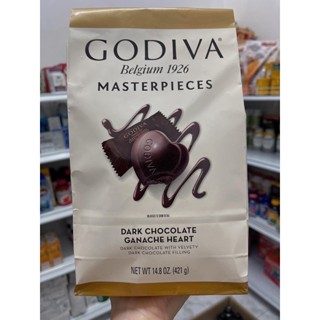 GODIVA
Belgium 1926
MASTERPIECES
GODIVA
DARK CHOCOLATE
GANACHE HEART
DARK CHOCOLATE WITH VELVETY
DARK CHOCOLATE FILLING
NET WT 14.8 OZ. (421 g)